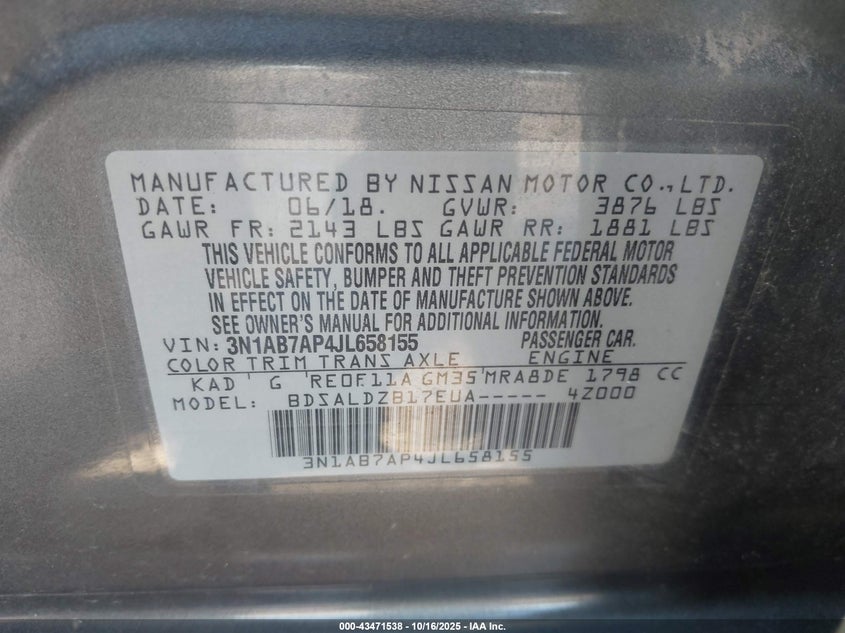 MANUFACTURED BY NISSAN MOTOR CO., LTD.
DATE: 06/18. GVWR: 3876 LBS
GAWR FR: 2143 LBS GAWR RR: 1881 LBS
THIS VEHICLE CONFORMS TO ALL APPLICABLE FEDERAL MOTOR
VEHICLE SAFETY, BUMPER AND THEFT PREVENTION STANDARDS
IN EFFECT ON THE DATE OF MANUFACTURE SHOWN ABOVE.
SEE OWNER'S MANUAL FOR ADDITIONAL INFORMATION.
VIN: 3N1AB7AP4JL658155 PASSENGER CAR.
COLOR TRIM TRANS AXLE ENGINE
KAD G RE0F11A GM35 MRA8DE 1798 CC
MODEL: BDSALDZB17EUA----- 4Z000
3N1AB7AP4JL658155
000-43471538 - 10/16/2025 - IAA Inc.